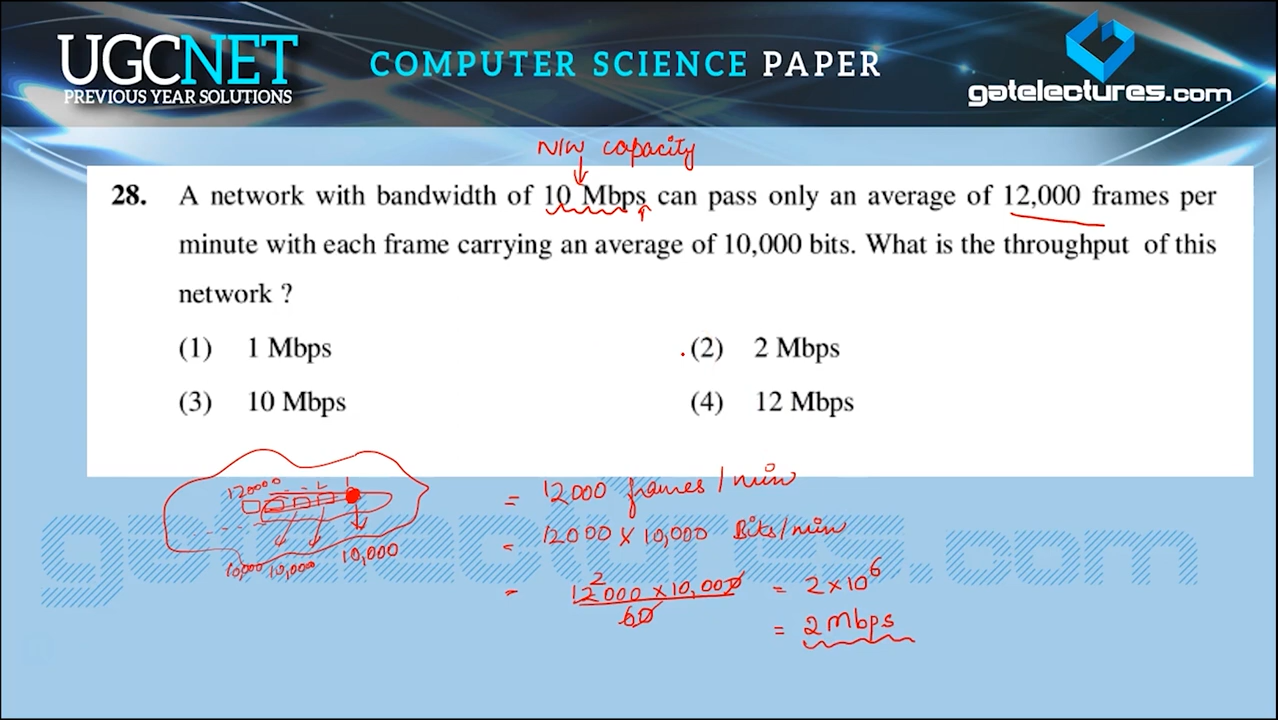 UGCNET
PREVIOUS YEAR SOLUTIONS
COMPUTER SCIENCE PAPER
gatelectures.com
N/W capacity
28. A network with bandwidth of 10 Mbps can pass only an average of 12,000 frames per
minute with each frame carrying an average of 10,000 bits. What is the throughput of this
network ?
(1) 1 Mbps (2) 2 Mbps
(3) 10 Mbps (4) 12 Mbps
12000
10,000 10,000 10,000
= 12000 frames / min
= 12000 x 10,000 Bits/min
= 12000 x 10,000 / 60 = 2 x 10^6
2
= 2 Mbps
gatelectures.com